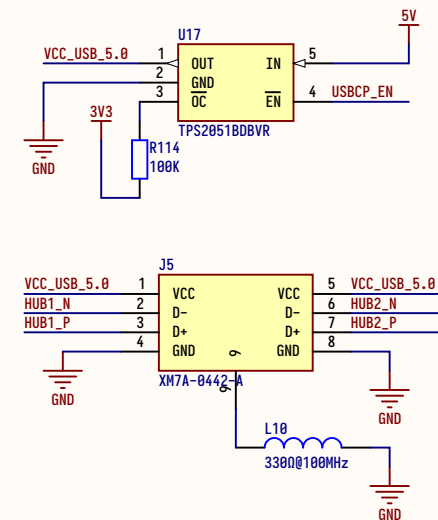 U17
5V
VCC_USB_5.0
1
OUT
IN
5
2
GND
3
OC
EN
4
USBCP_EN
3V3
TPS2051BDBVR
R114
100K
GND
J5
VCC_USB_5.0
1
VCC
VCC
5
VCC_USB_5.0
HUB1_N
2
D-
D-
6
HUB2_N
HUB1_P
3
D+
D+
7
HUB2_P
4
GND
GND
8
9
XM7A-0442-A
9
GND
GND
L10
330Ω@100MHz
GND